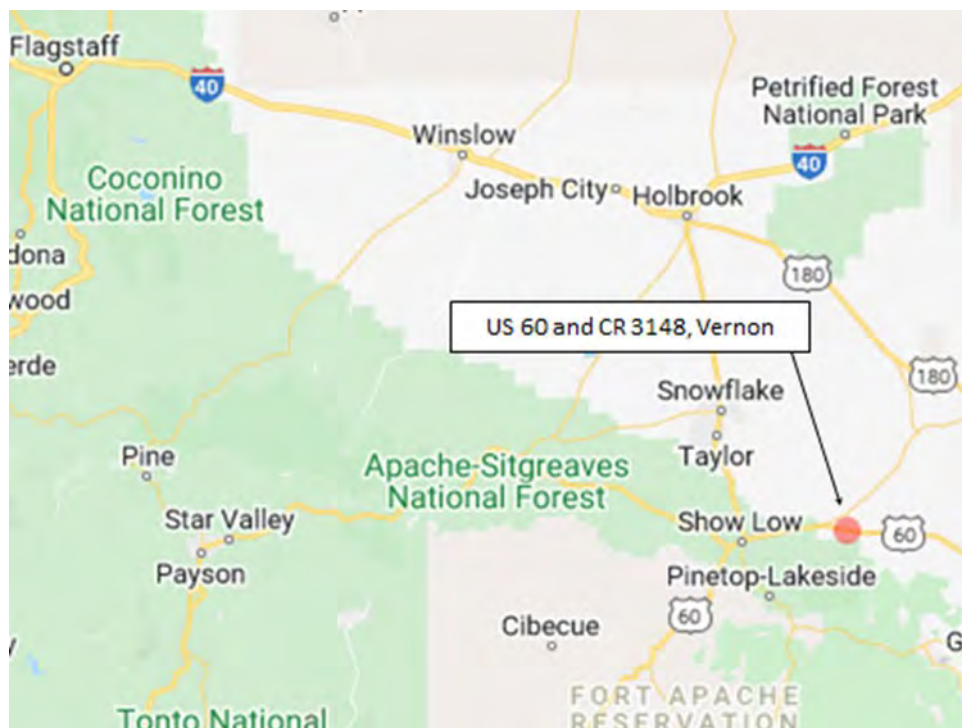 Flagstaff
40
Petrified Forest
National Park
Winslow
40
Coconino
National Forest
Joseph City
Holbrook
dona
180
wood
US 60 and CR 3148, Vernon
erde
180
Snowflake
Pine
Apache-Sitgreaves
National Forest
Taylor
Star Valley
Show Low
60
Payson
Pinetop-Lakeside
60
Cibecue
G
FORT APACHE
RESERVATION
Tonto National